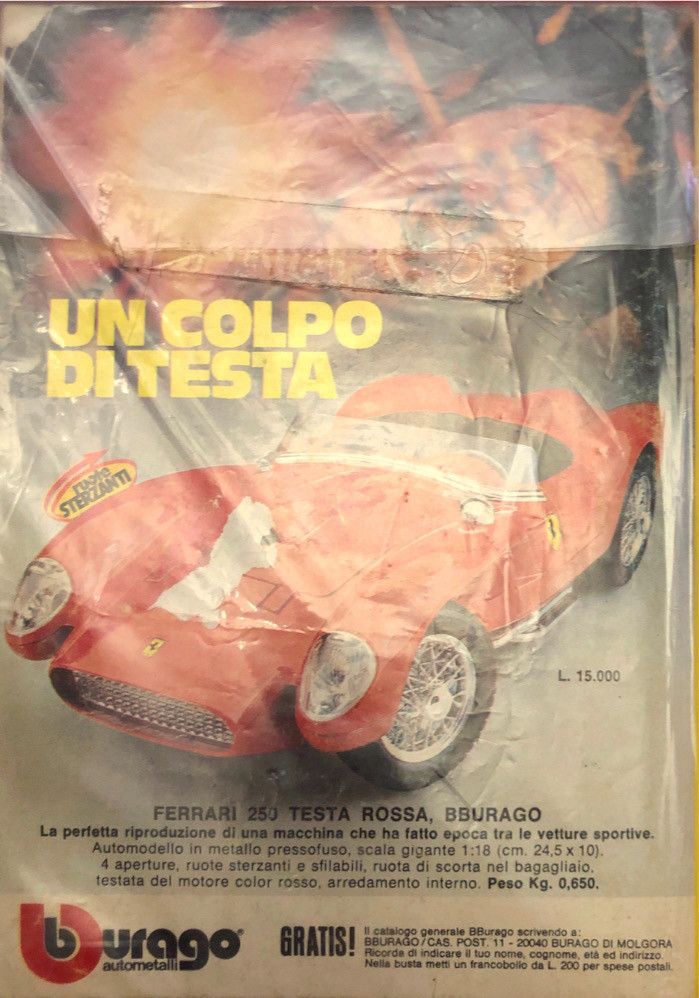 UN COLPO
DI TESTA
ruote
STERZANTI
L. 15.000
FERRARI 250 TESTA ROSSA, BBURAGO
La perfetta riproduzione di una macchina che ha fatto epoca tra le vetture sportive.
Automodello in metallo pressofuso, scala gigante 1:18 (cm. 24,5 x 10).
4 aperture, ruote sterzanti e sfilabili, ruota di scorta nel bagagliaio,
testata del motore color rosso, arredamento interno. Peso Kg. 0,650.
bburago®
autometalli
GRATIS!
Il catalogo generale BBurago scrivendo a:
BBURAGO/CAS. POST. 11 - 20040 BURAGO DI MOLGORA
Ricorda di indicare il tuo nome, cognome, età ed indirizzo.
Nella busta metti un francobollo da L. 200 per spese postali.